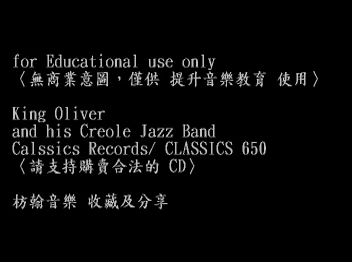 for Educational use only
〈無商業意圖,僅供 提升音樂教育 使用〉
King Oliver
and his Creole Jazz Band
Calssics Records/ CLASSICS 650
〈請支持購賣合法的 CD〉
枋翰音樂 收藏及分享